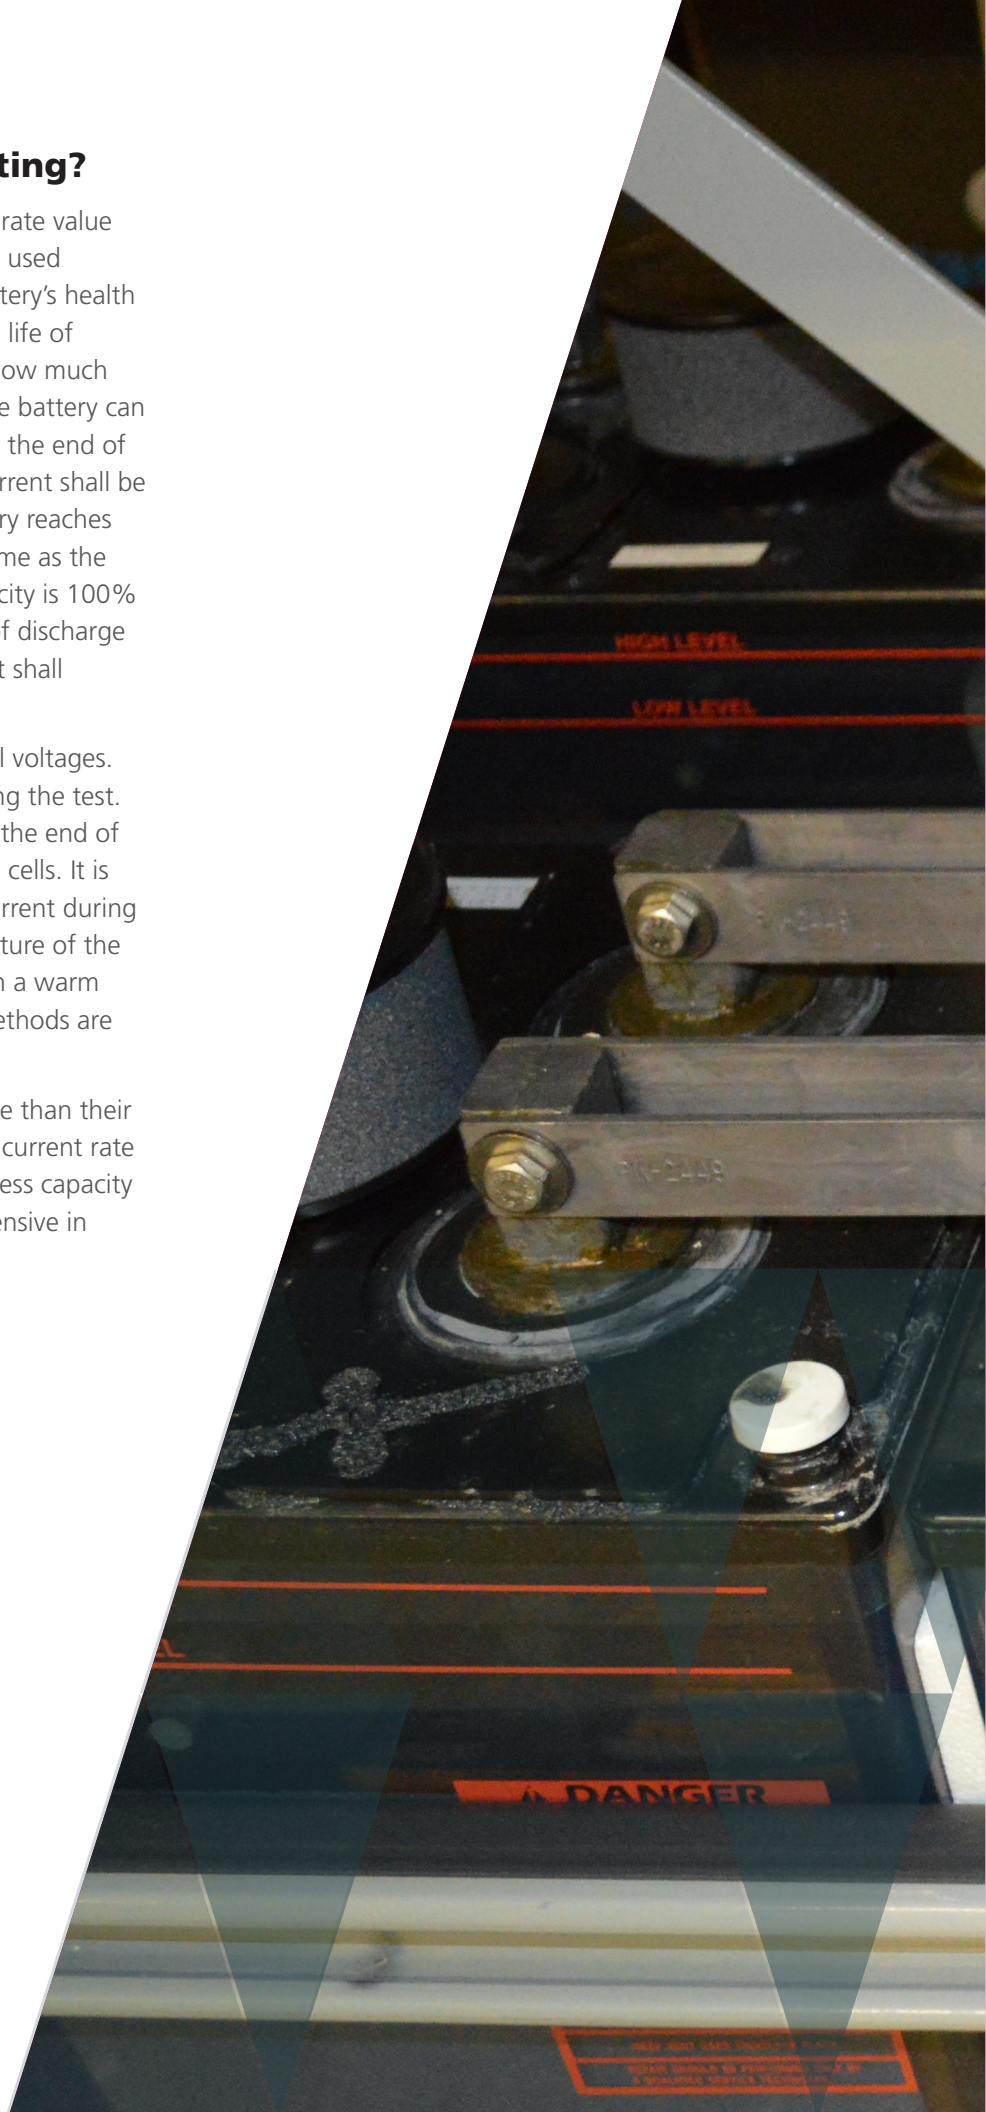 ting?
rate value
used
tery’s health
life of
ow much
e battery can
the end of
rrent shall be
ry reaches
me as the
city is 100%
f discharge
t shall
l voltages.
ng the test.
the end of
cells. It is
rrent during
ture of the
n a warm
ethods are
e than their
current rate
ess capacity
ensive in
HIGH LEVEL
LOW LEVEL
EL
DANGER